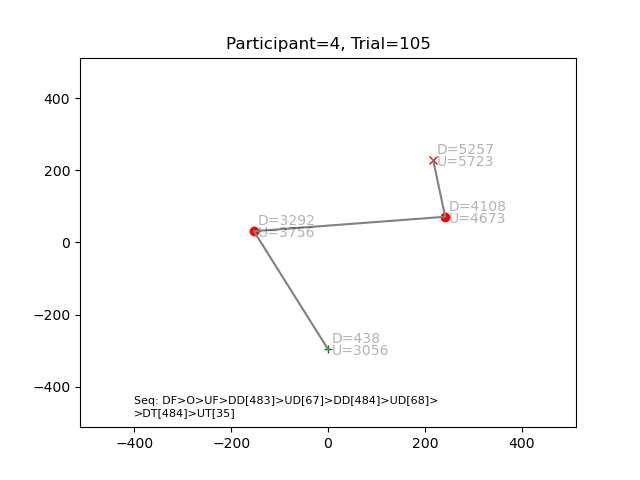 Participant=4, Trial=105
400
200
0
−200
−400
D=5257
U=5723
D=4108
U=4673
D=3292
U=3756
D=438
U=3056
Seq: DF>O>UF>DD[483]>UD[67]>DD[484]>UD[68]>
>DT[484]>UT[35]
−400 −200 0 200 400